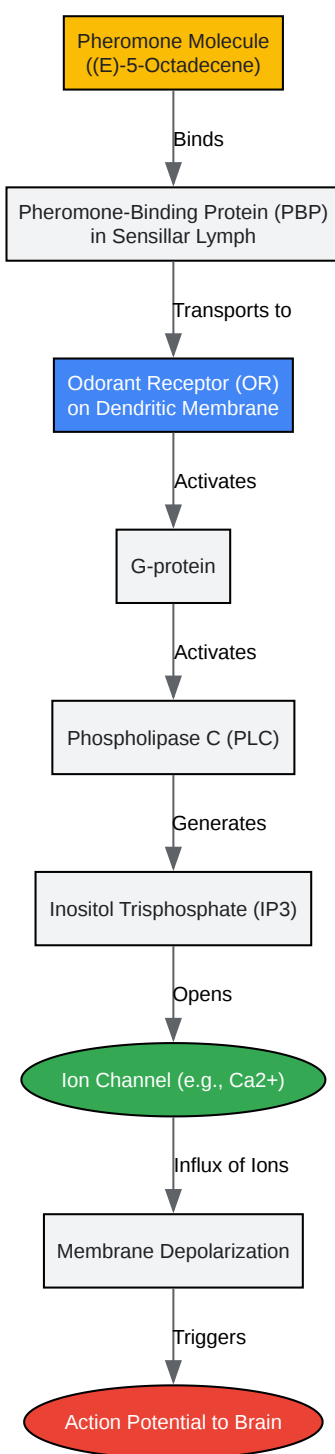 Pheromone Molecule
((E)-5-Octadecene)
Binds
Pheromone-Binding Protein (PBP)
in Sensillar Lymph
Transports to
Odorant Receptor (OR)
on Dendritic Membrane
Activates
G-protein
Activates
Phospholipase C (PLC)
Generates
Inositol Trisphosphate (IP3)
Opens
Ion Channel (e.g., Ca2+)
Influx of Ions
Membrane Depolarization
Triggers
Action Potential to Brain